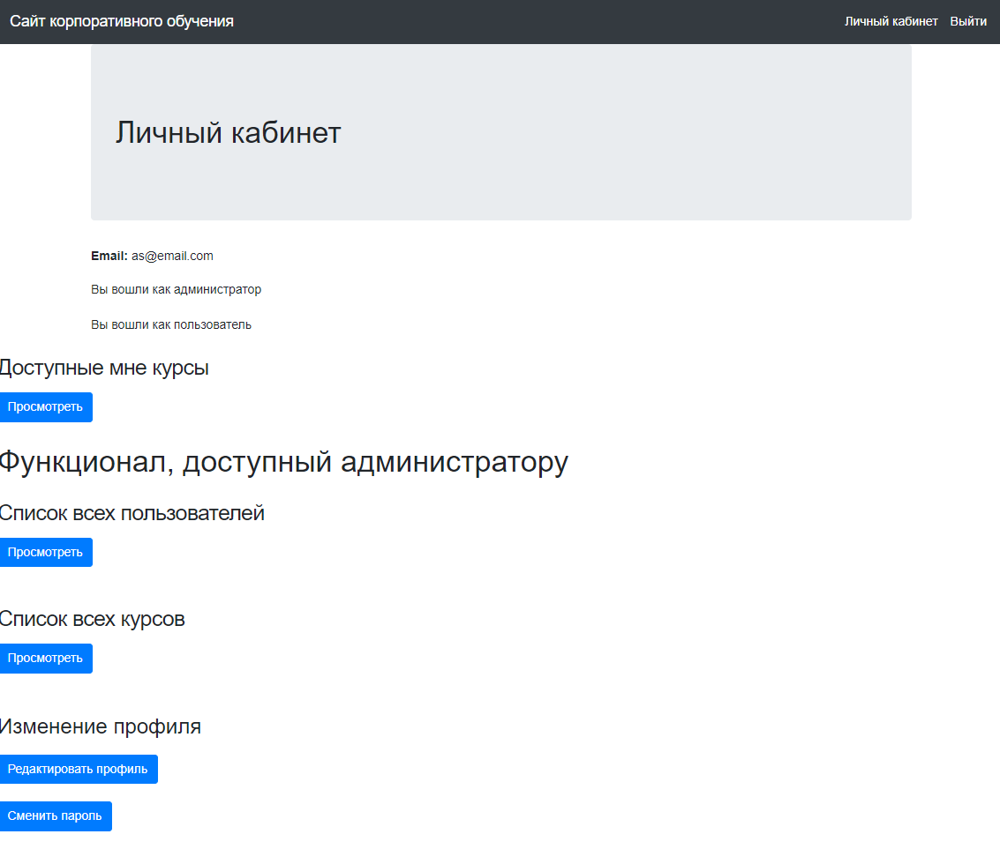 Сайт корпоративного обучения
Личный кабинет Выйти
Личный кабинет
Email: as@email.com
Вы вошли как администратор
Вы вошли как пользователь
Доступные мне курсы
Просмотреть
Функционал, доступный администратору
Список всех пользователей
Просмотреть
Список всех курсов
Просмотреть
Изменение профиля
Редактировать профиль
Сменить пароль